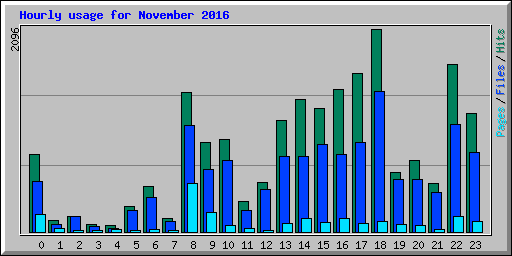 Hourly usage for November 2016
2096
Pages / Files / Hits
0 1 2 3 4 5 6 7 8 9 10 11 12 13 14 15 16 17 18 19 20 21 22 23